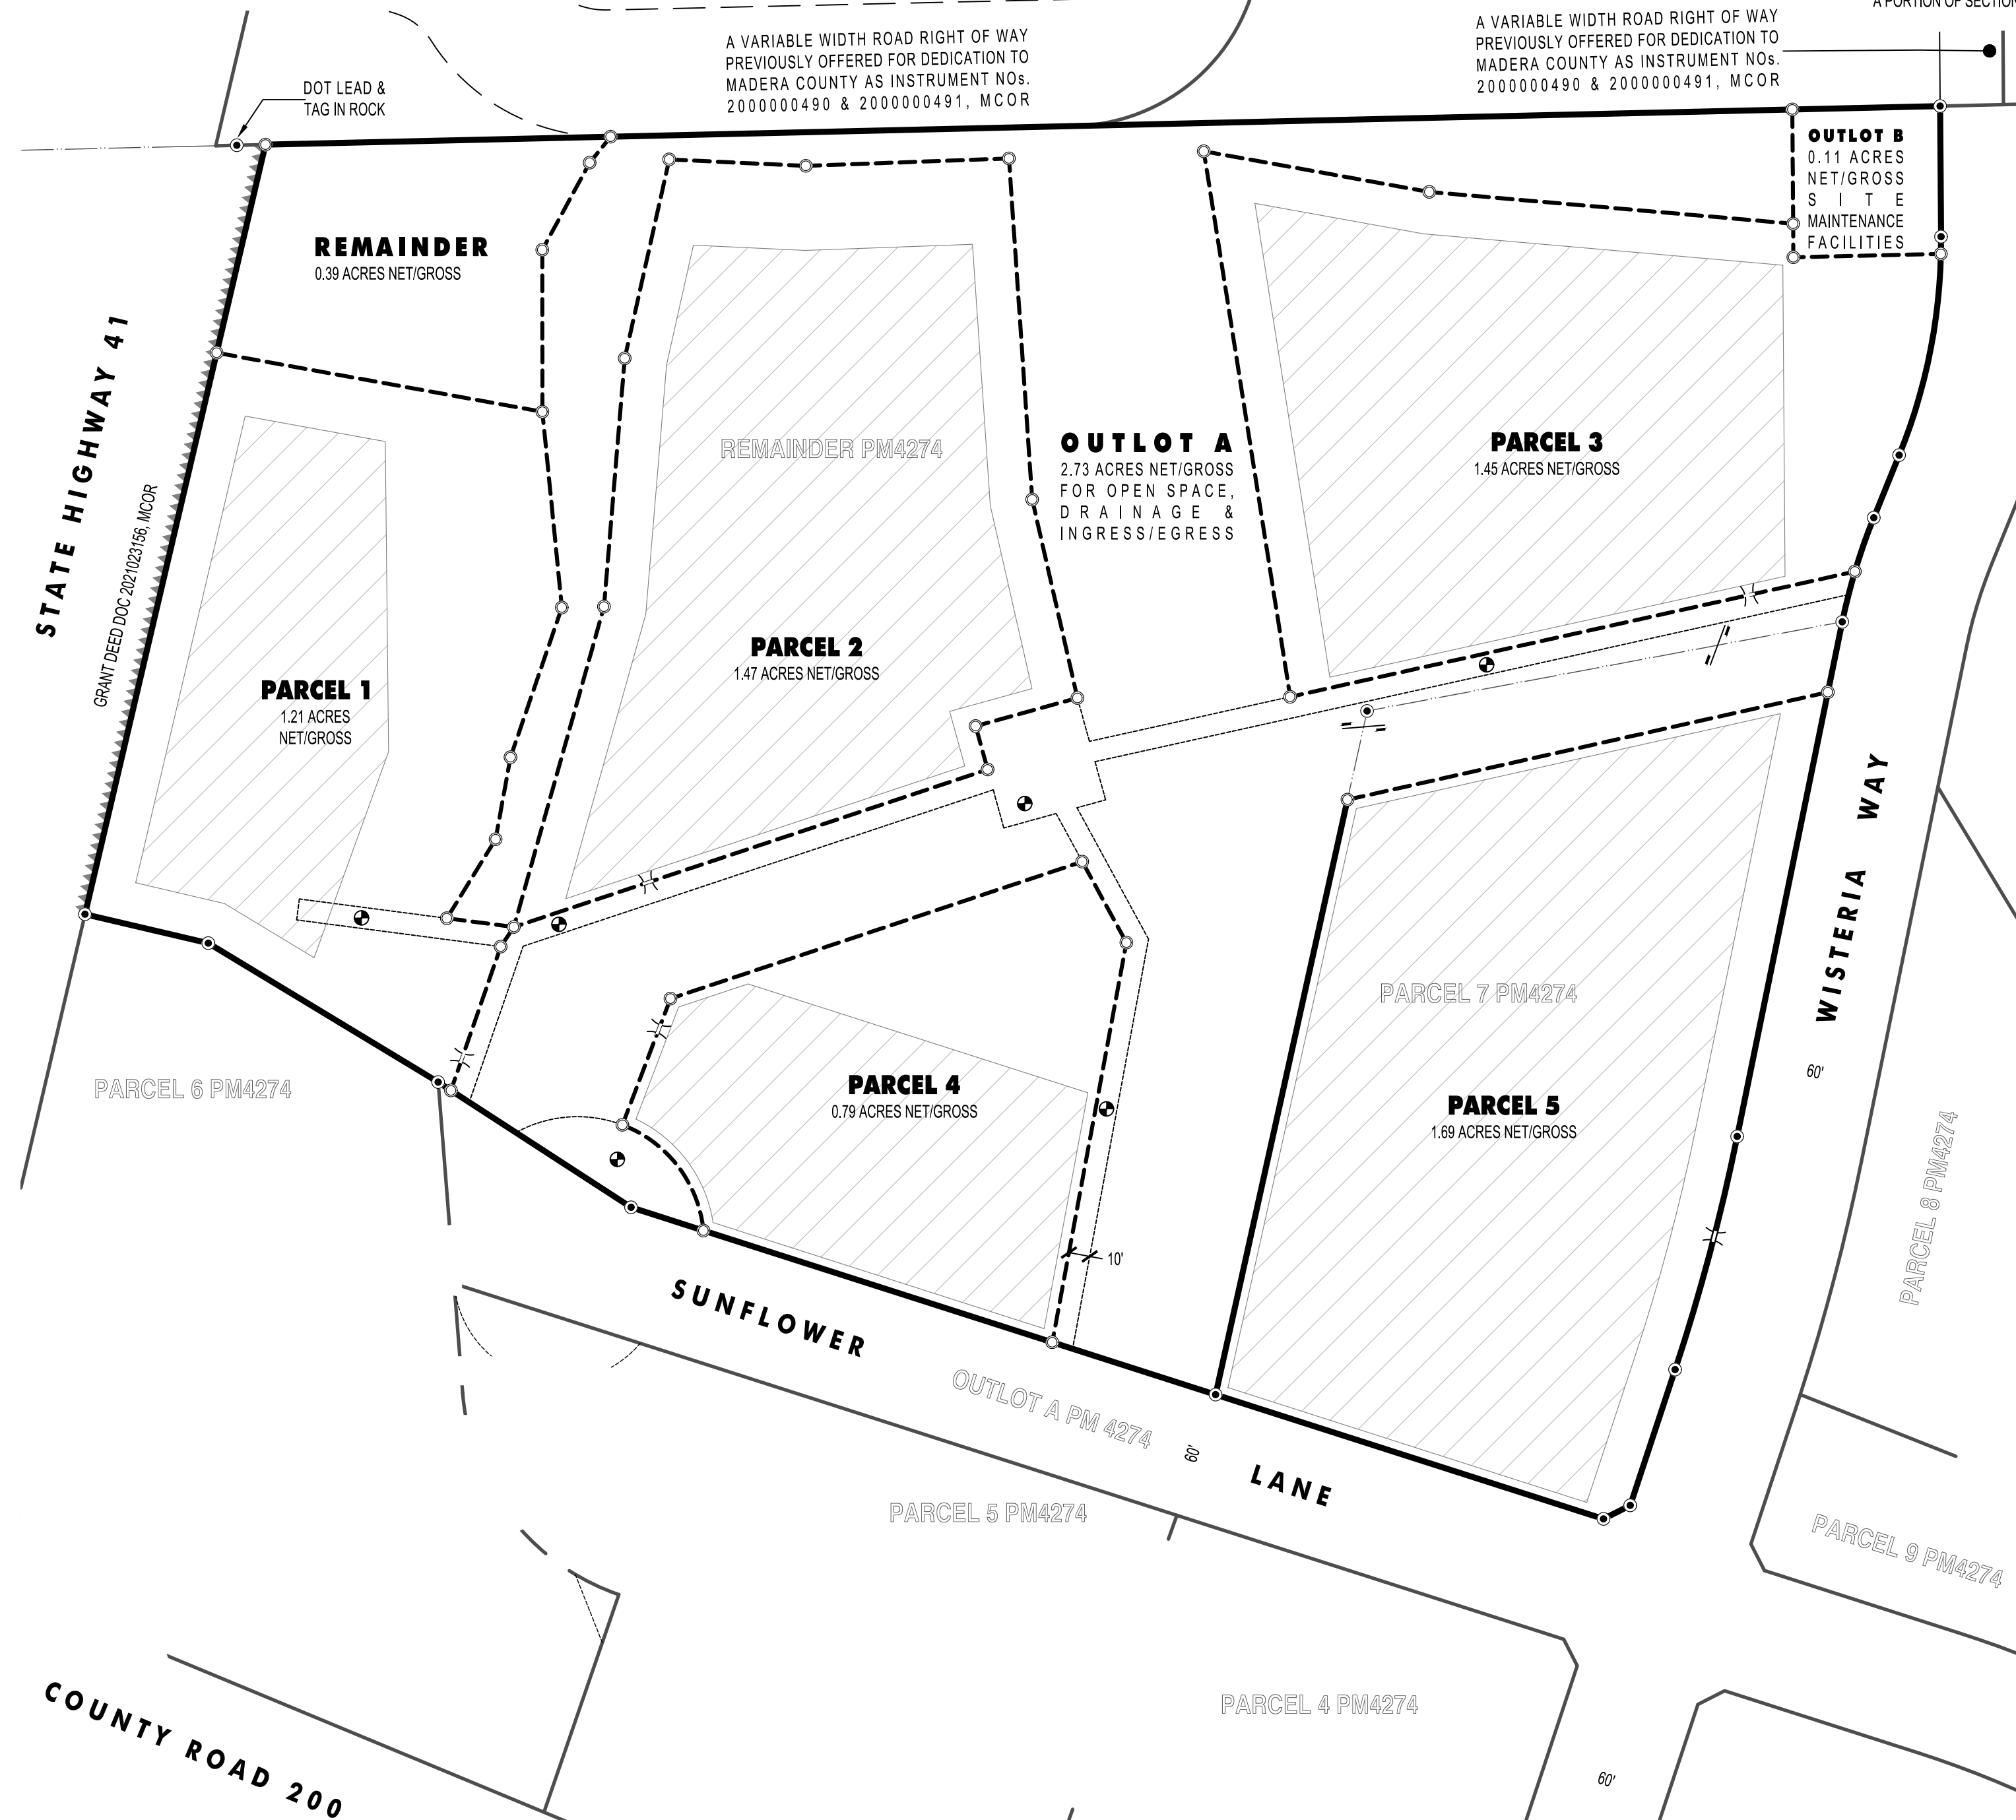 A PORTION OF SECTION
A VARIABLE WIDTH ROAD RIGHT OF WAY
PREVIOUSLY OFFERED FOR DEDICATION TO
MADERA COUNTY AS INSTRUMENT NOs.
2000000490 & 2000000491, MCOR
A VARIABLE WIDTH ROAD RIGHT OF WAY
PREVIOUSLY OFFERED FOR DEDICATION TO
MADERA COUNTY AS INSTRUMENT NOs.
2000000490 & 2000000491, MCOR
DOT LEAD &
TAG IN ROCK
OUTLOT B
0.11 ACRES
NET/GROSS
SITE
MAINTENANCE
FACILITIES
REMAINDER
0.39 ACRES NET/GROSS
STATE HIGHWAY 41
GRANT DEED DOC 2021023156, MCOR
REMAINDER PM4274
OUTLOT A
2.73 ACRES NET/GROSS
FOR OPEN SPACE,
DRAINAGE &
INGRESS/EGRESS
PARCEL 3
1.45 ACRES NET/GROSS
PARCEL 2
1.47 ACRES NET/GROSS
PARCEL 1
1.21 ACRES
NET/GROSS
WISTERIA WAY
60'
PARCEL 7 PM4274
PARCEL 6 PM4274
PARCEL 4
0.79 ACRES NET/GROSS
PARCEL 5
1.69 ACRES NET/GROSS
PARCEL 8 PM4274
10'
SUNFLOWER LANE
OUTLOT A PM 4274
60'
PARCEL 5 PM4274
PARCEL 9 PM4274
PARCEL 4 PM4274
COUNTY ROAD 200
60'